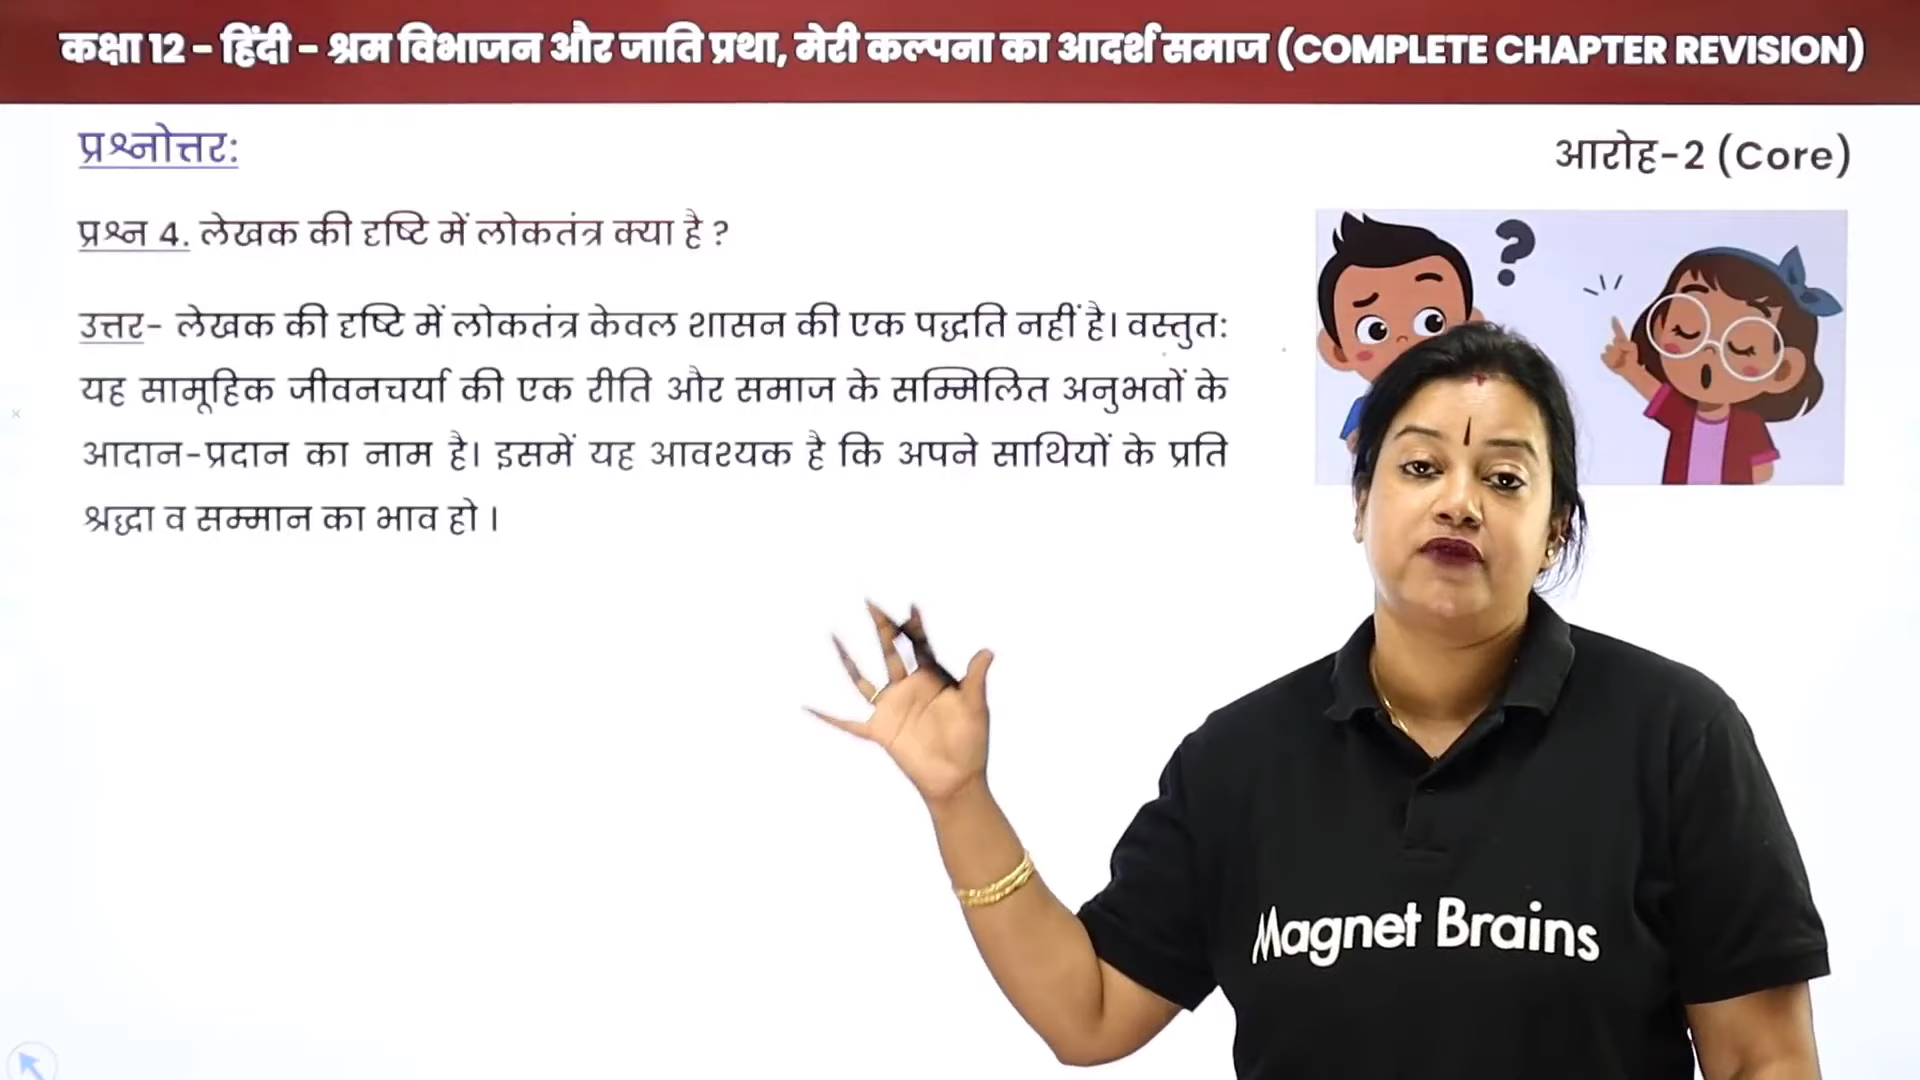 कक्षा 12 - हिंदी - श्रम विभाजन और जाति प्रथा, मेरी कल्पना का आदर्श समाज (COMPLETE CHAPTER REVISION)
प्रश्नोत्तर:
आरोह-2 (Core)
प्रश्न 4. लेखक की दृष्टि में लोकतंत्र क्या है ?
?
उत्तर- लेखक की दृष्टि में लोकतंत्र केवल शासन की एक पद्धति नहीं है। वस्तुतः
यह सामूहिक जीवनचर्या की एक रीति और समाज के सम्मिलित अनुभवों के
आदान-प्रदान का नाम है। इसमें यह आवश्यक है कि अपने साथियों के प्रति
श्रद्धा व सम्मान का भाव हो ।
Magnet Brains